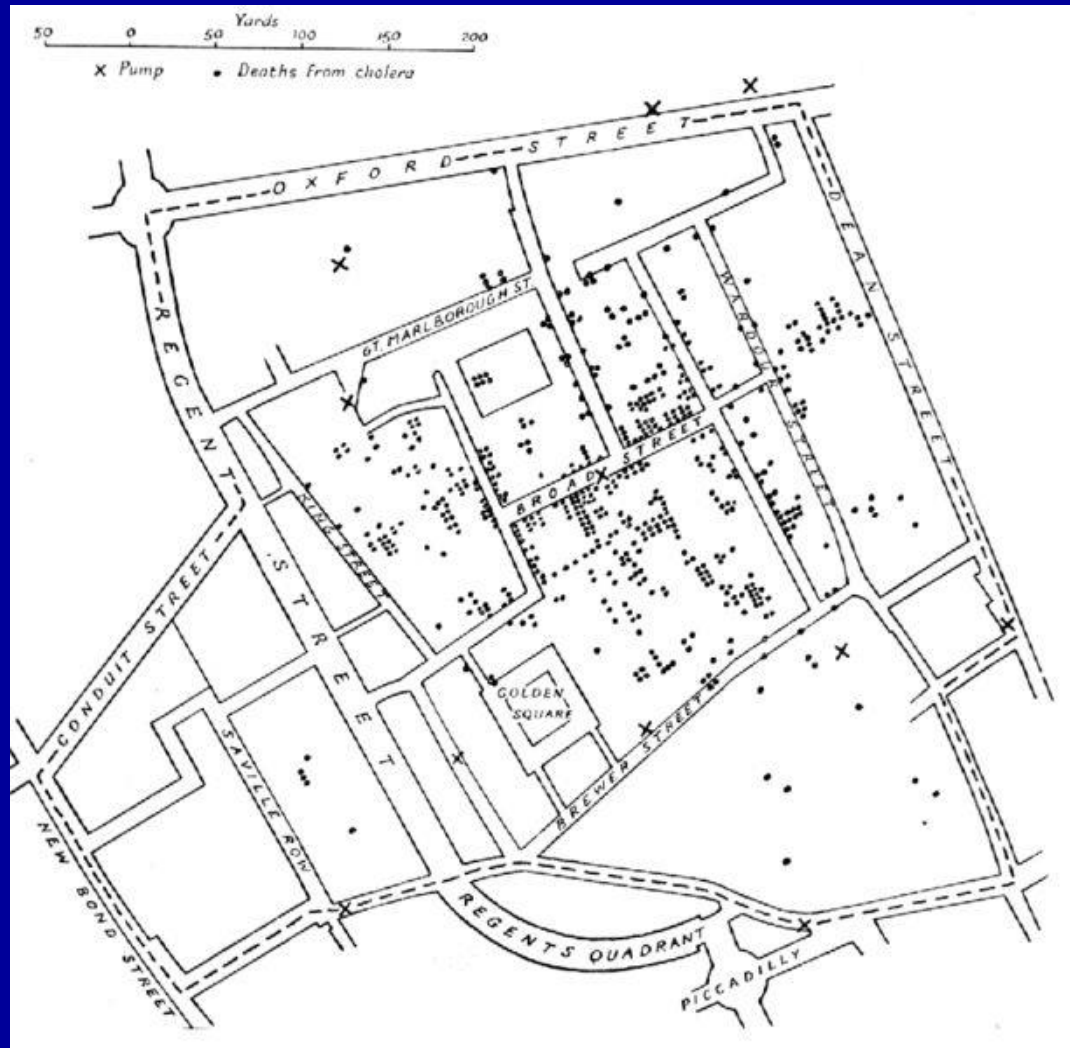 Yards
50 0 50 100 150 200
× Pump • Deaths from cholera
OXFORD STREET
DEAN STREET
REGENT STREET
GT. MARLBOROUGH ST.
WARDOUR STREET
BROAD STREET
KING STREET
CONDUIT STREET
GOLDEN
SQUARE
BREWER STREET
SAVILLE ROW
NEW BOND STREET
REGENTS QUADRANT
PICCADILLY